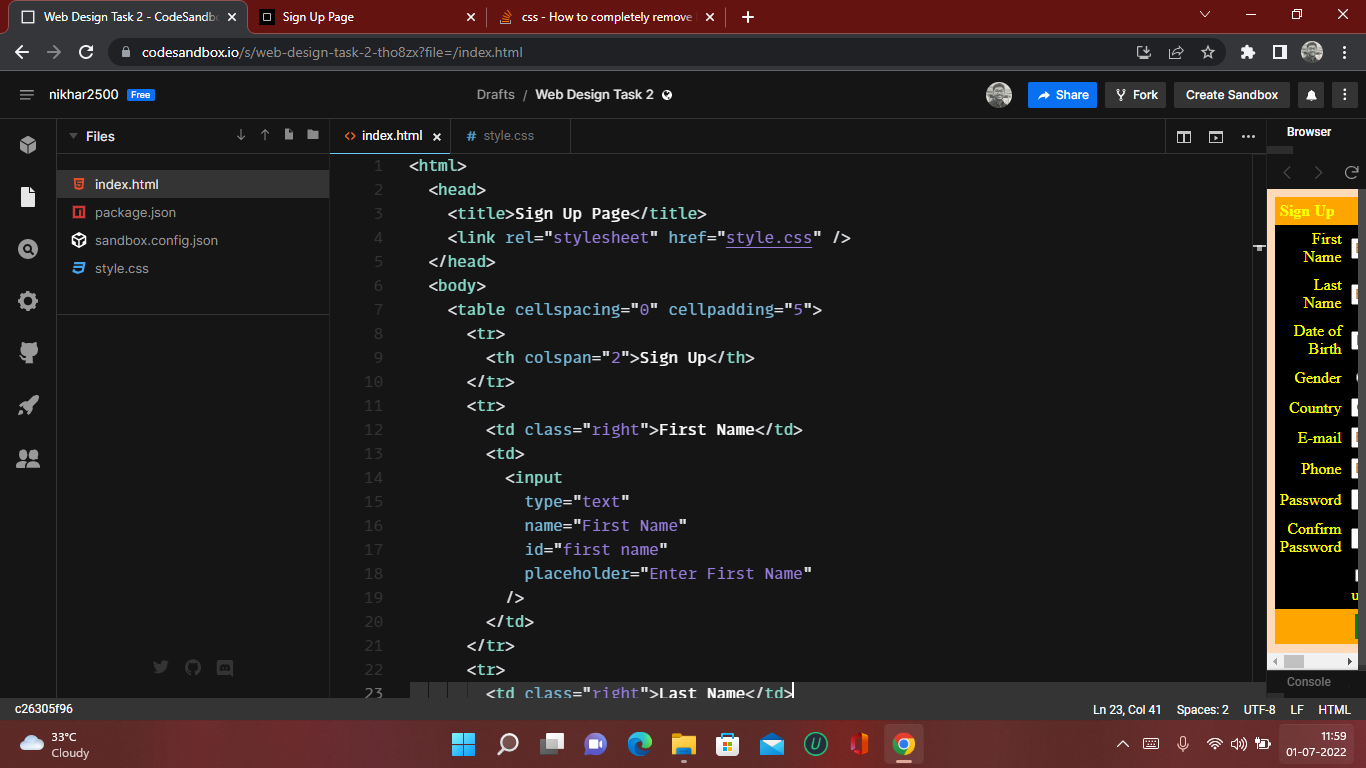 Web Design Task 2 - CodeSandbo
Sign Up Page
css - How to completely remove
codesandbox.io/s/web-design-task-2-tho8zx?file=/index.html
nikhar2500 Free
Drafts / Web Design Task 2
Share
Fork
Create Sandbox
Files
index.html
package.json
sandbox.config.json
style.css
index.html
style.css
1 <html>
2 <head>
3 <title>Sign Up Page</title>
4 <link rel="stylesheet" href="style.css" />
5 </head>
6 <body>
7 <table cellspacing="0" cellpadding="5">
8 <tr>
9 <th colspan="2">Sign Up</th>
10 </tr>
11 <tr>
12 <td class="right">First Name</td>
13 <td>
14 <input
15 type="text"
16 name="First Name"
17 id="first name"
18 placeholder="Enter First Name"
19 />
20 </td>
21 </tr>
22 <tr>
23 <td class="right">Last Name</td>
Browser
Sign Up
First
Name
Last
Name
Date of
Birth
Gender
Country
E-mail
Phone
Password
Confirm
Password
u
Console
c26305f96
Ln 23, Col 41
Spaces: 2
UTF-8
LF
HTML
33°C
Cloudy
11:59
01-07-2022